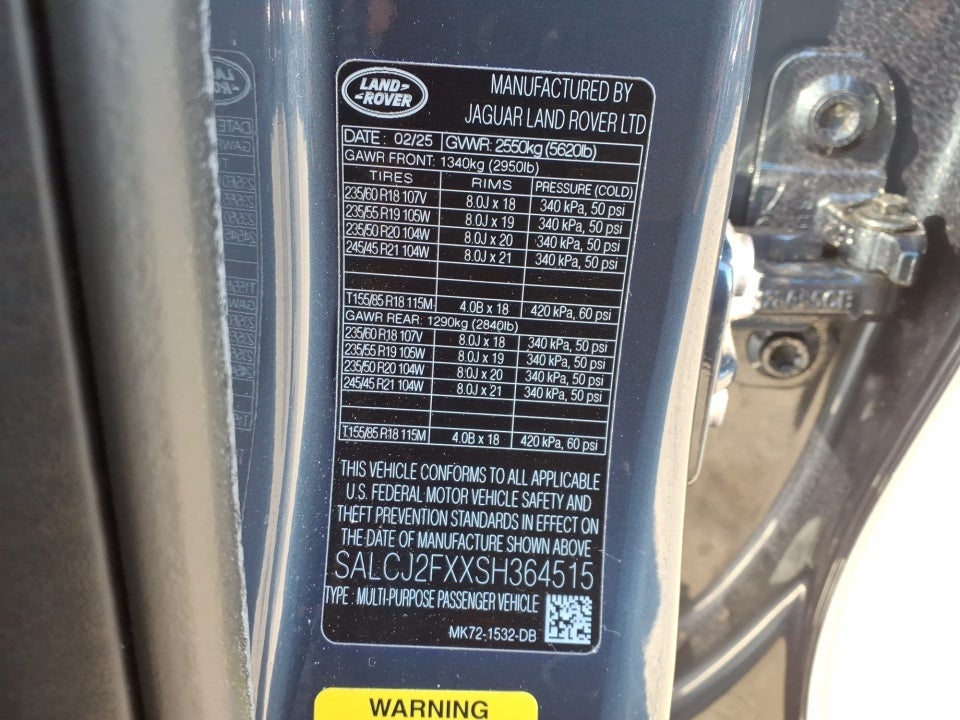 LAND-
-ROVER
MANUFACTURED BY
JAGUAR LAND ROVER LTD
DATE: 02/25 GVWR: 2550kg (5620lb)
GAWR FRONT: 1340kg (2950lb)
TIRES RIMS PRESSURE (COLD)
235/60 R18 107V 8.0J x 18 340 kPa, 50 psi
235/55 R19 105W 8.0J x 19 340 kPa, 50 psi
235/50 R20 104W 8.0J x 20 340 kPa, 50 psi
245/45 R21 104W 8.0J x 21 340 kPa, 50 psi
T155/85 R18 115M 4.0B x 18 420 kPa, 60 psi
GAWR REAR: 1290kg (2840lb)
235/60 R18 107V 8.0J x 18 340 kPa, 50 psi
235/55 R19 105W 8.0J x 19 340 kPa, 50 psi
235/50 R20 104W 8.0J x 20 340 kPa, 50 psi
245/45 R21 104W 8.0J x 21 340 kPa, 50 psi
T155/85 R18 115M 4.0B x 18 420 kPa, 60 psi
THIS VEHICLE CONFORMS TO ALL APPLICABLE
U.S. FEDERAL MOTOR VEHICLE SAFETY AND
THEFT PREVENTION STANDARDS IN EFFECT ON
THE DATE OF MANUFACTURE SHOWN ABOVE
SALCJ2FXXSH364515
TYPE : MULTI-PURPOSE PASSENGER VEHICLE
MK72-1532-DB
WARNING